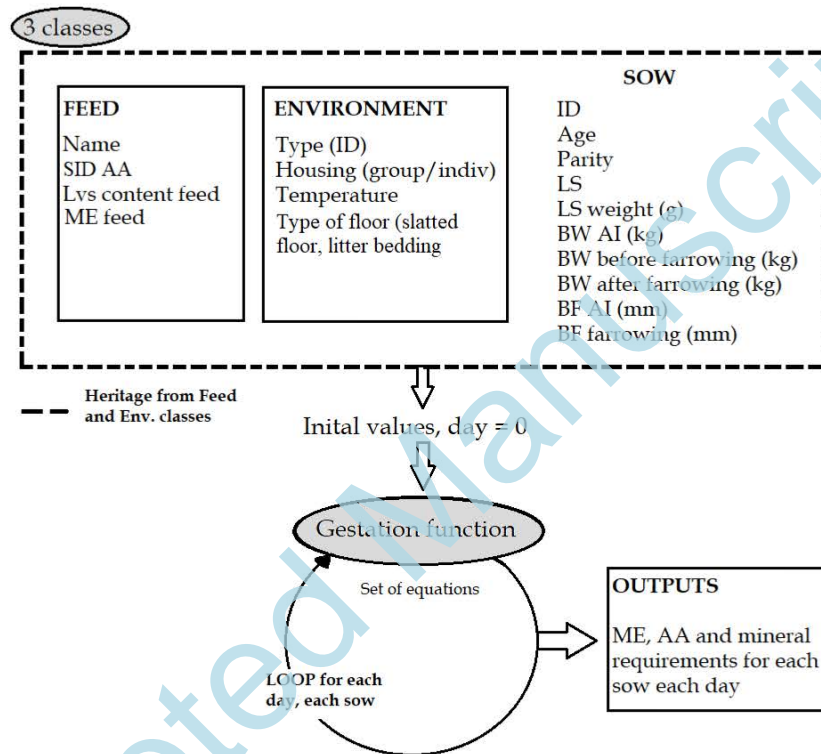 3 classes
FEED
Name
SID AA
Lvs content feed
ME feed
ENVIRONMENT
Type (ID)
Housing (group/indiv)
Temperature
Type of floor (slatted
floor, litter bedding
SOW
ID
Age
Parity
LS
LS weight (g)
BW AI (kg)
BW before farrowing (kg)
BW after farrowing (kg)
BF AI (mm)
BF farrowing (mm)
Heritage from Feed
and Env. classes
Inital values, day = 0
Gestation function
Set of equations
LOOP for each
day, each sow
OUTPUTS
ME, AA and mineral
requirements for each
sow each day